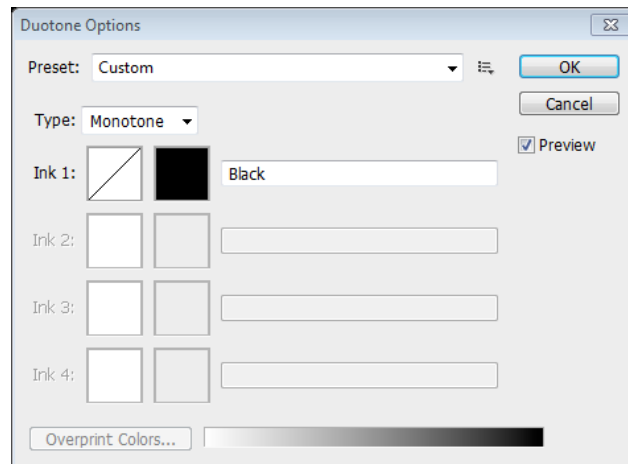 Duotone Options
Preset: Custom
OK
Cancel
Type: Monotone
Preview
Ink 1: Black
Ink 2:
Ink 3:
Ink 4:
Overprint Colors...